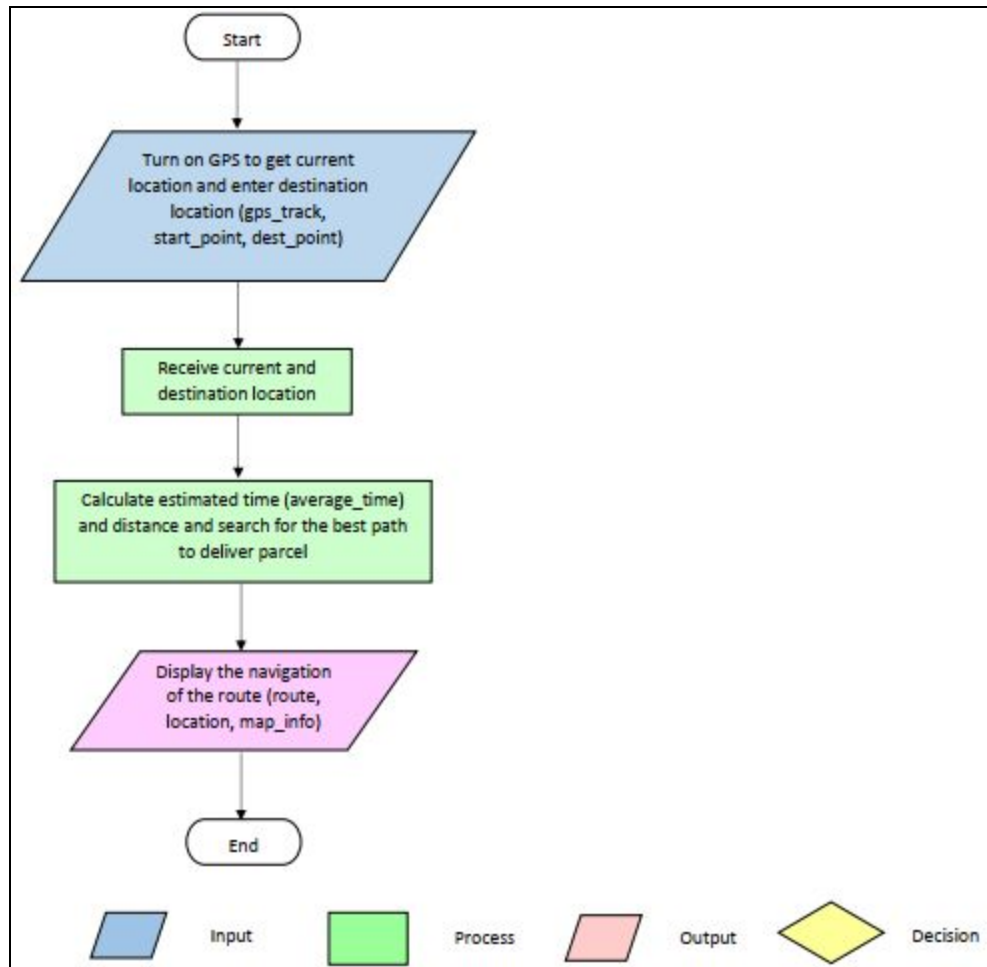 Start
Turn on GPS to get current
location and enter destination
location (gps_track,
start_point, dest_point)
Receive current and
destination location
Calculate estimated time (average_time)
and distance and search for the best path
to deliver parcel
Display the navigation
of the route (route,
location, map_info)
End
Input
Process
Output
Decision